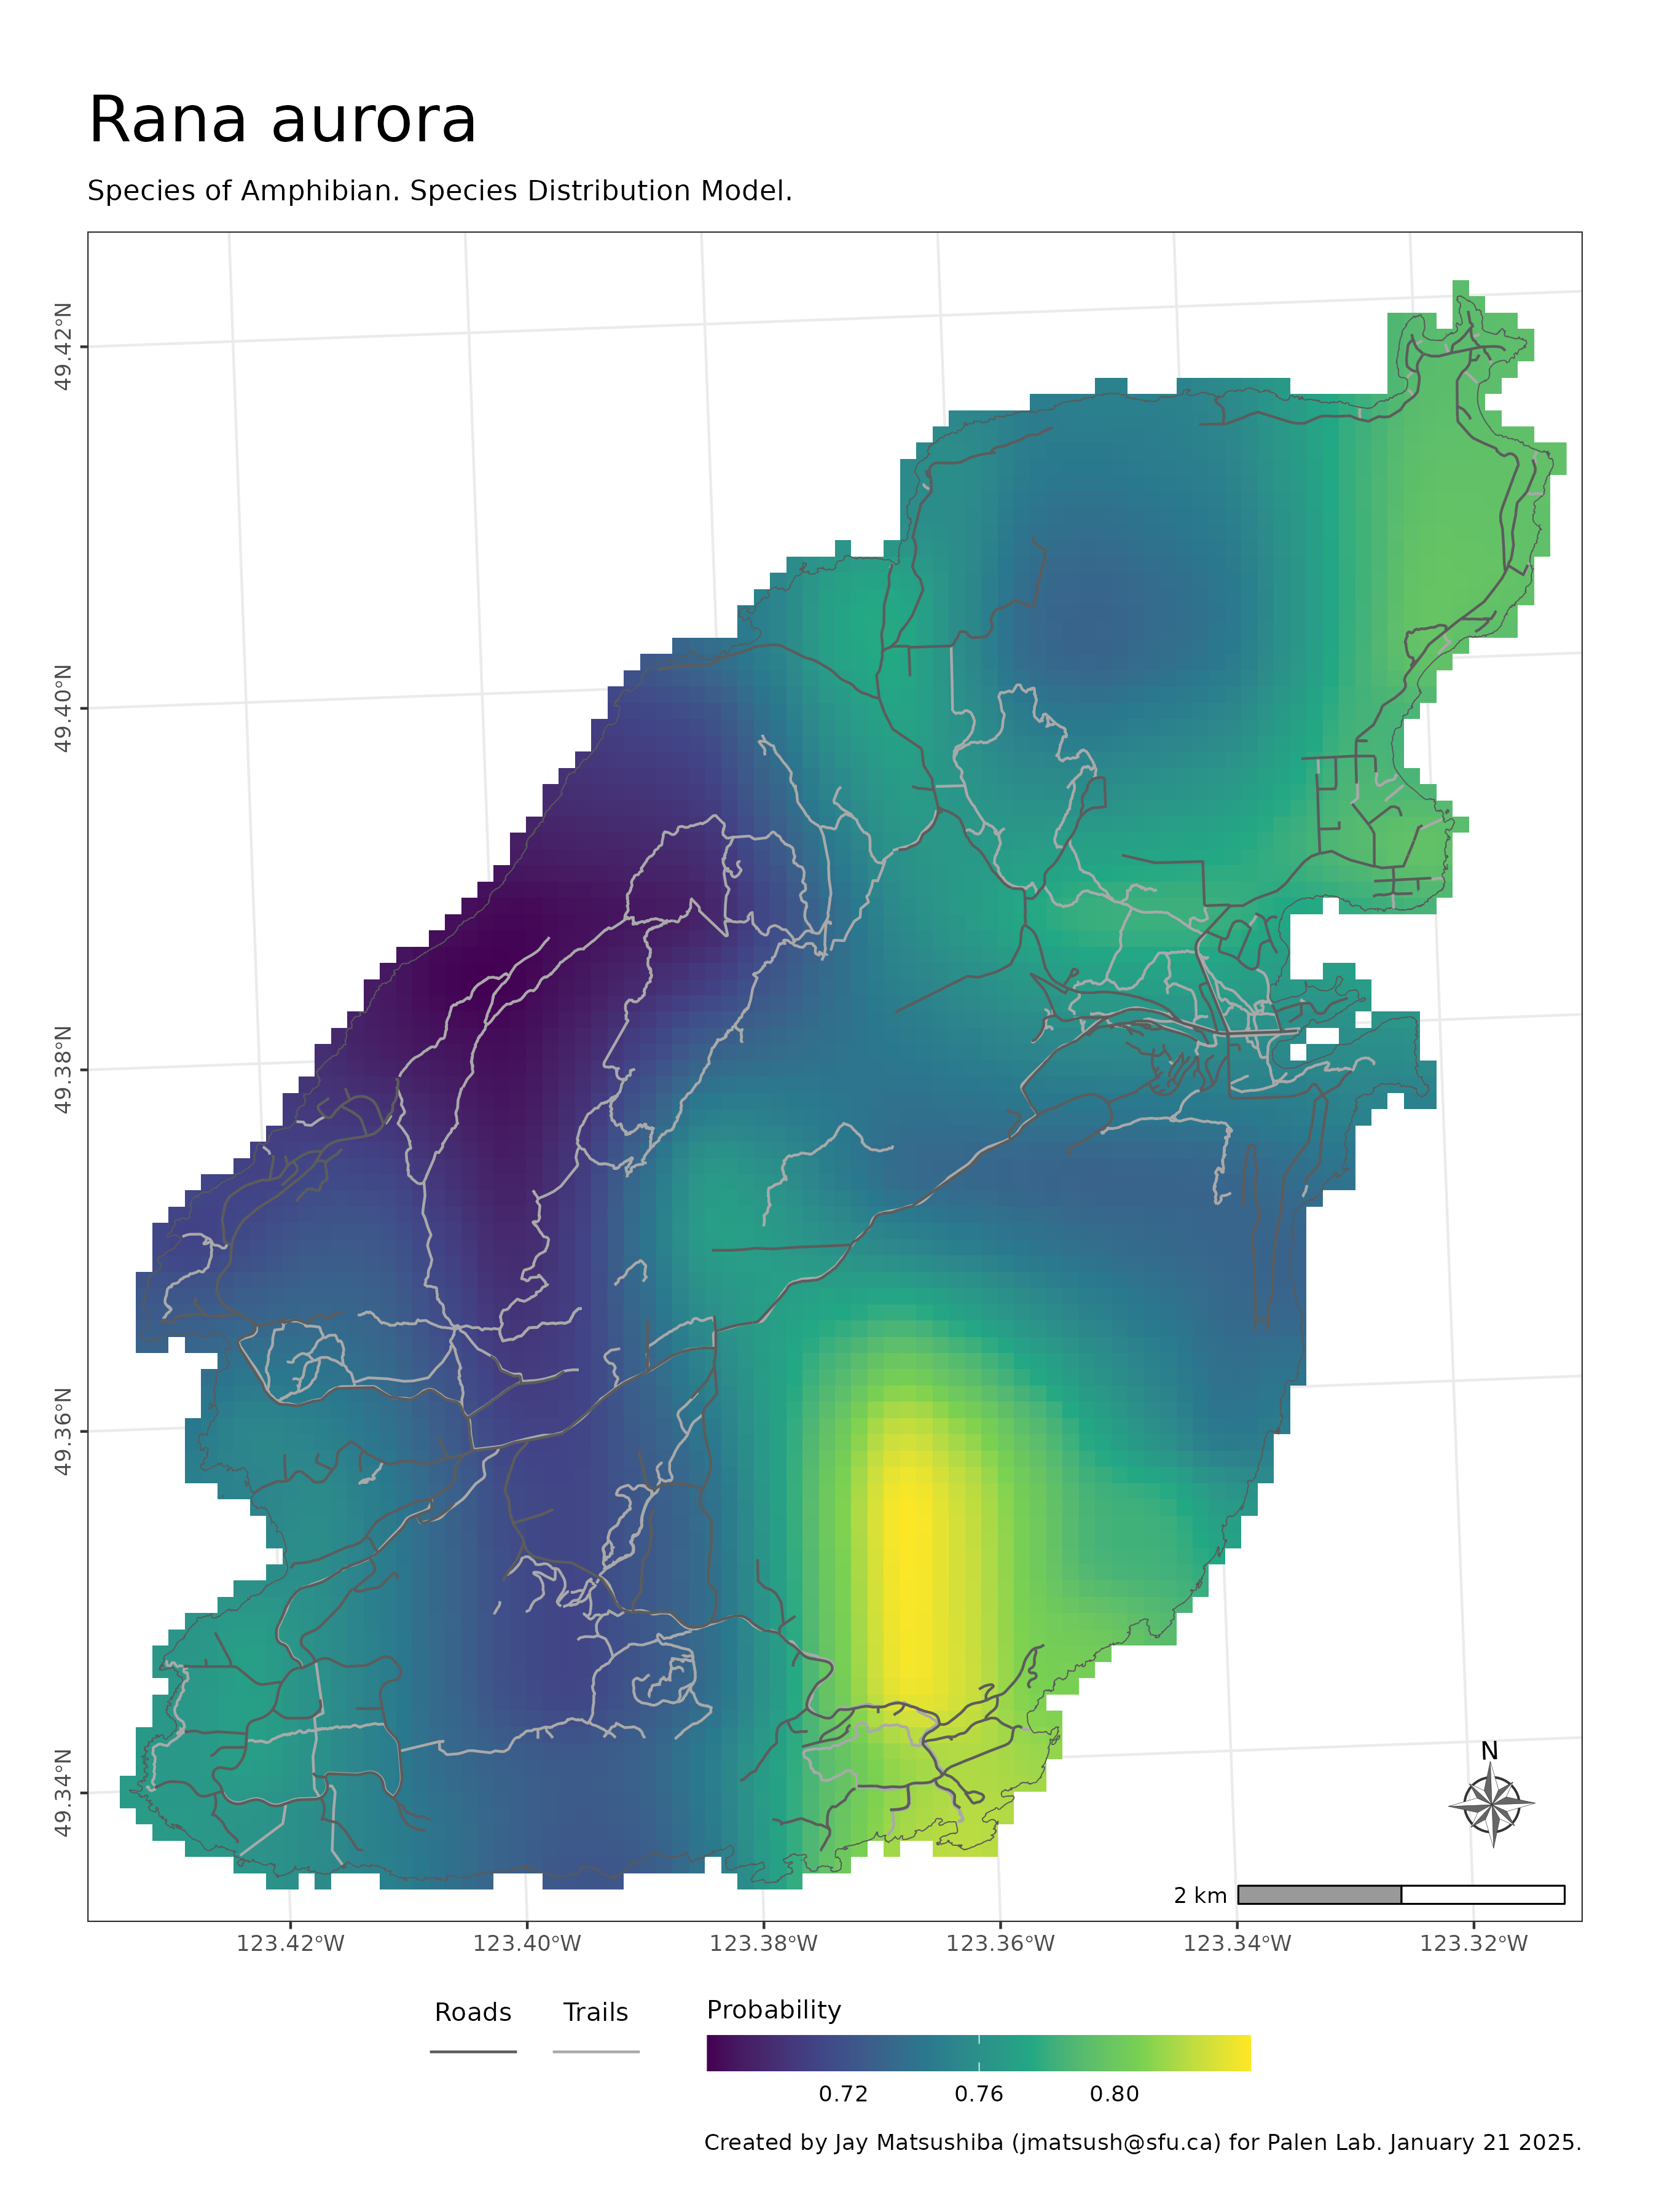 Rana aurora
Species of Amphibian. Species Distribution Model.
49.42°N
49.40°N
49.38°N
49.36°N
49.34°N
N
2 km
123.42°W 123.40°W 123.38°W 123.36°W 123.34°W 123.32°W
Roads Trails Probability
0.72 0.76 0.80
Created by Jay Matsushiba (jmatsush@sfu.ca) for Palen Lab. January 21 2025.